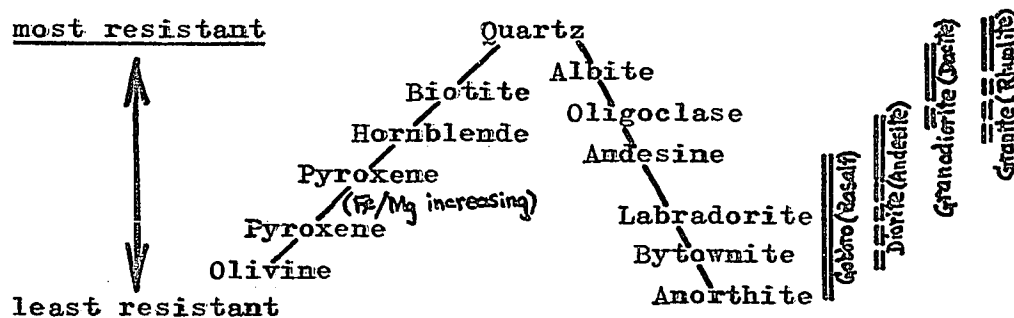 most resistant
Quartz
Albite
Biotite
Oligoclase
Hornblende
Andesine
Pyroxene
(Fe/Mg increasing)
Labradorite
Pyroxene
Bytownite
Olivine
Anorthite
least resistant
Gabbro (Basalt)
Diorite (Andesite)
Granodiorite (Dacite)
Granite (Rhyolite)